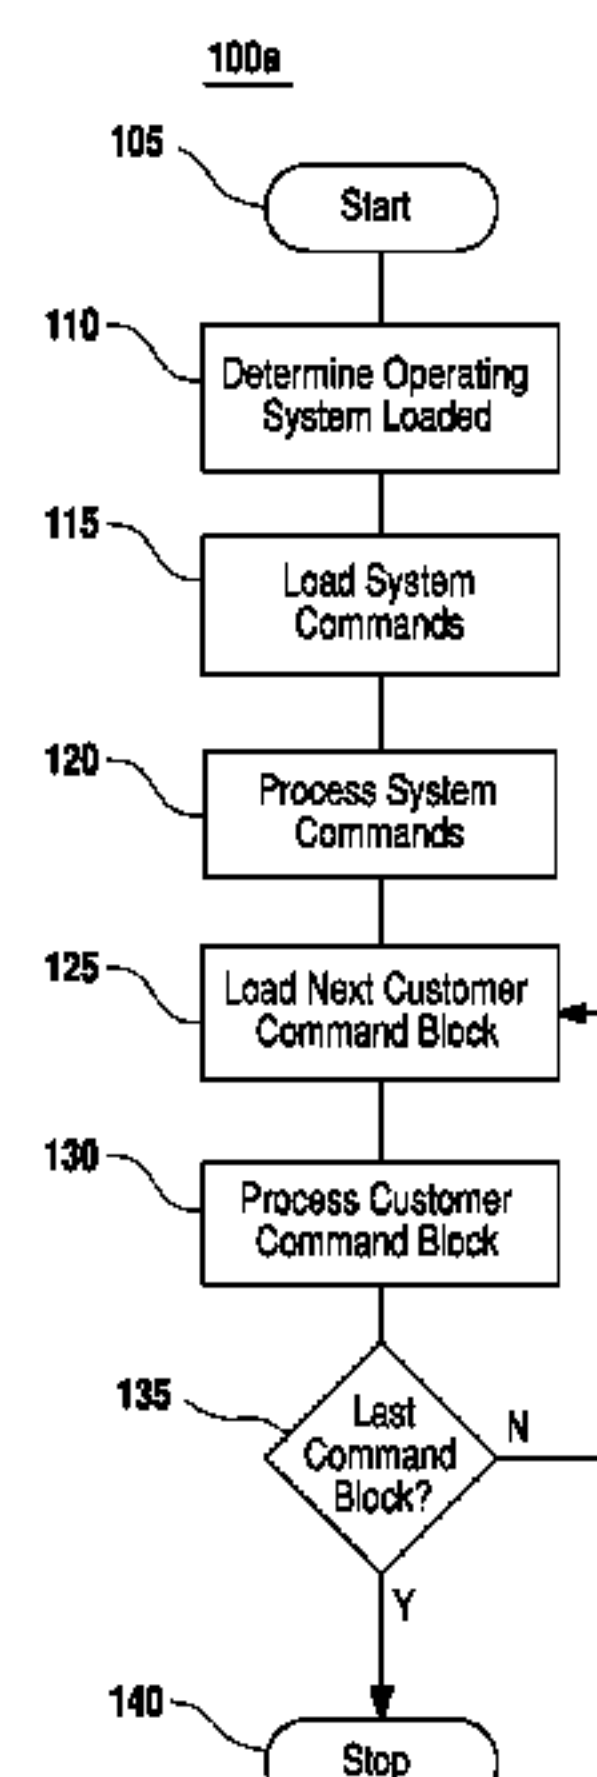 100a
105
Start
110
Determine Operating
System Loaded
115
Load System
Commands
120
Process System
Commands
125
Load Next Customer
Command Block
130
Process Customer
Command Block
135
Last
Command
Block?
N
Y
140
Stop